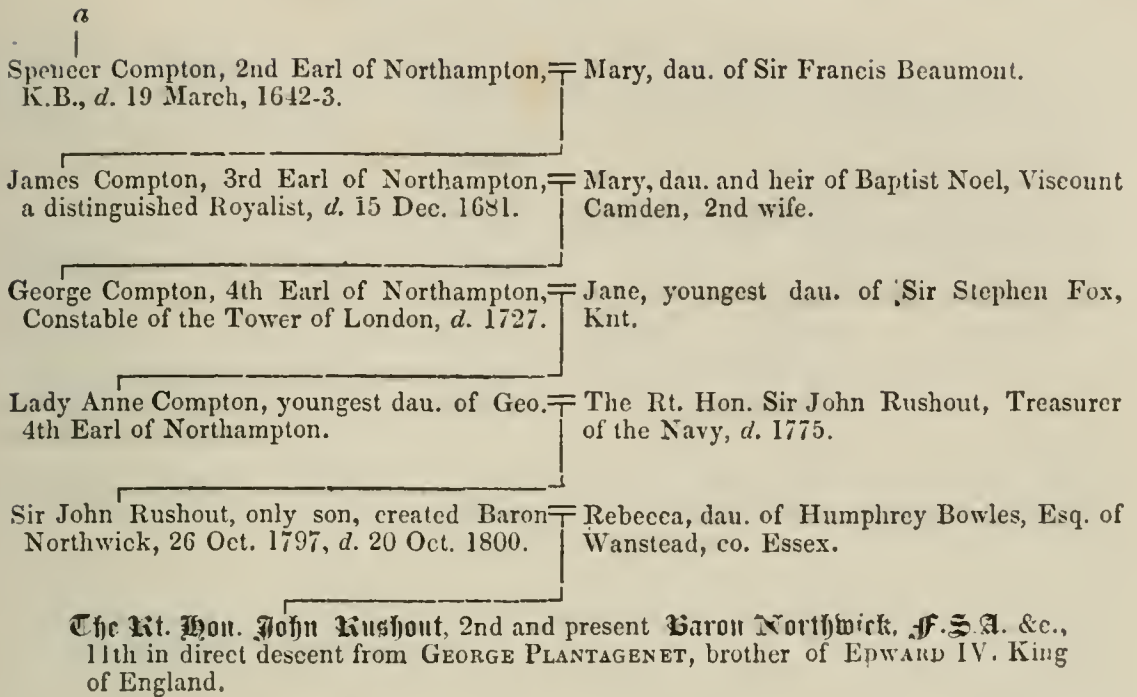 a
Spencer Compton, 2nd Earl of Northampton, K.B., d. 19 March, 1642-3.
Mary, dau. of Sir Francis Beaumont.
James Compton, 3rd Earl of Northampton,
a distinguished Royalist, d. 15 Dec. 1681.
Mary, dau. and heir of Baptist Noel, Viscount
Camden, 2nd wife.
George Compton, 4th Earl of Northampton,
Constable of the Tower of London, d. 1727.
Jane, youngest dau. of Sir Stephen Fox,
Knt.
Lady Anne Compton, youngest dau. of Geo.
4th Earl of Northampton.
The Rt. Hon. Sir John Rushout, Treasurer
of the Navy, d. 1775.
Sir John Rushout, only son, created Baron
Northwick, 26 Oct. 1797, d. 20 Oct. 1800.
Rebecca, dau. of Humphrey Bowles, Esq. of
Wanstead, co. Essex.
The Rt. Hon. John Rushout, 2nd and present Baron Northwick, F.S.A. &c.,
11th in direct descent from GEORGE PLANTAGENET, brother of EDWARD IV. King
of England.